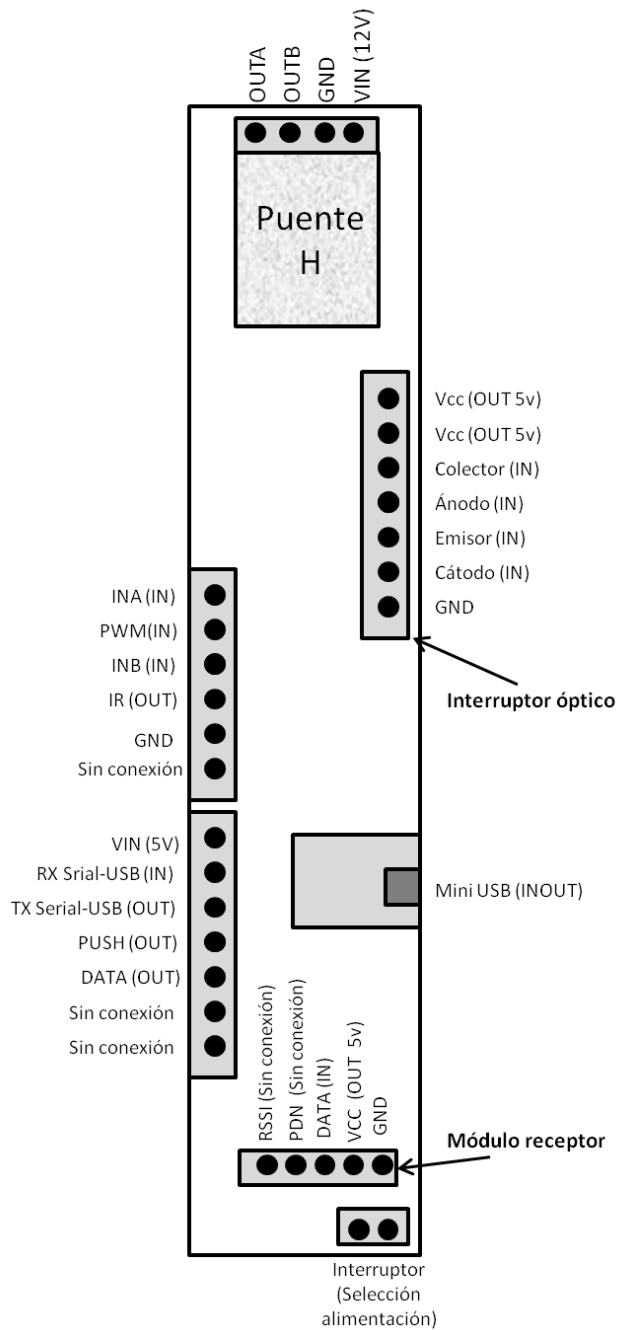 OUTA
OUTB
GND
VIN (12V)
Puente
H
Vcc (OUT 5v)
Vcc (OUT 5v)
Colector (IN)
Ánodo (IN)
Emisor (IN)
Cátodo (IN)
GND
Interruptor óptico
INA (IN)
PWM(IN)
INB (IN)
IR (OUT)
GND
Sin conexión
VIN (5V)
RX Srial-USB (IN)
TX Serial-USB (OUT)
PUSH (OUT)
DATA (OUT)
Sin conexión
Sin conexión
Mini USB (INOUT)
RSSI (Sin conexión)
PDN (Sin conexión)
DATA (IN)
VCC (OUT 5v)
GND
Módulo receptor
Interruptor
(Selección
alimentación)